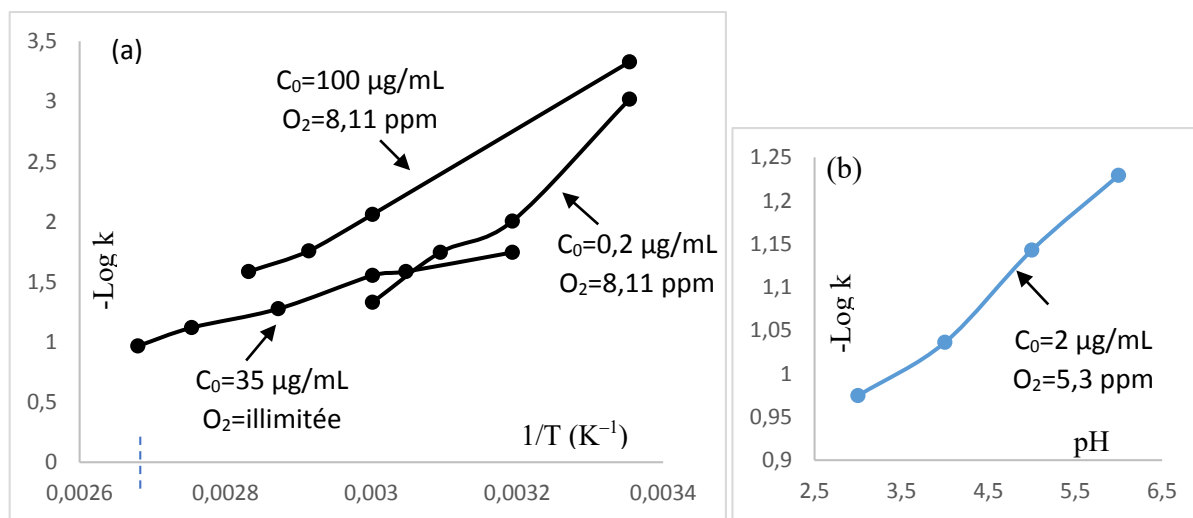 (a)
3,5
3
2,5
2
1,5
1
0,5
0
-Log k
C₀=100 µg/mL
O₂=8,11 ppm
C₀=0,2 µg/mL
O₂=8,11 ppm
C₀=35 µg/mL
O₂=illimitée
1/T (K⁻¹)
0,0026 0,0028 0,003 0,0032 0,0034
(b)
1,25
1,2
1,15
1,1
1,05
1
0,95
0,9
-Log k
C₀=2 µg/mL
O₂=5,3 ppm
pH
2,5 3,5 4,5 5,5 6,5